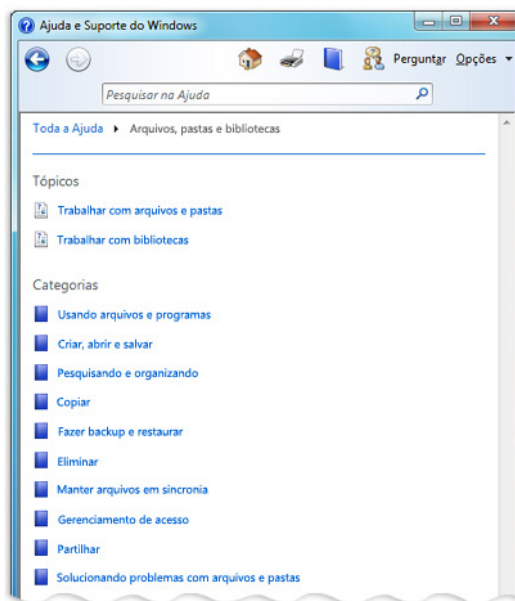 Ajuda e Suporte do Windows
Perguntar Opções
Pesquisar na Ajuda
Toda a Ajuda Arquivos, pastas e bibliotecas
Tópicos
Trabalhar com arquivos e pastas
Trabalhar com bibliotecas
Categorias
Usando arquivos e programas
Criar, abrir e salvar
Pesquisando e organizando
Copiar
Fazer backup e restaurar
Eliminar
Manter arquivos em sincronia
Gerenciamento de acesso
Partilhar
Solucionando problemas com arquivos e pastas